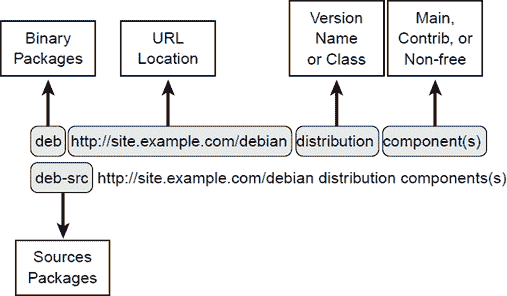 Binary
Packages
URL
Location
Version
Name
or Class
Main,
Contrib, or
Non-free
deb http://site.example.com/debian distribution component(s)
deb-src http://site.example.com/debian distribution components(s)
Sources
Packages